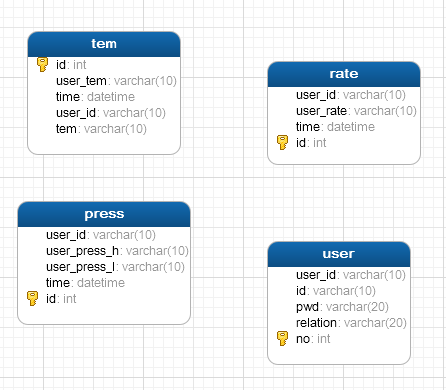 tem
id: int
user_tem: varchar(10)
time: datetime
user_id: varchar(10)
tem: varchar(10)
rate
user_id: varchar(10)
user_rate: varchar(10)
time: datetime
id: int
press
user_id: varchar(10)
user_press_h: varchar(10)
user_press_l: varchar(10)
time: datetime
id: int
user
user_id: varchar(10)
id: varchar(10)
pwd: varchar(20)
relation: varchar(20)
no: int